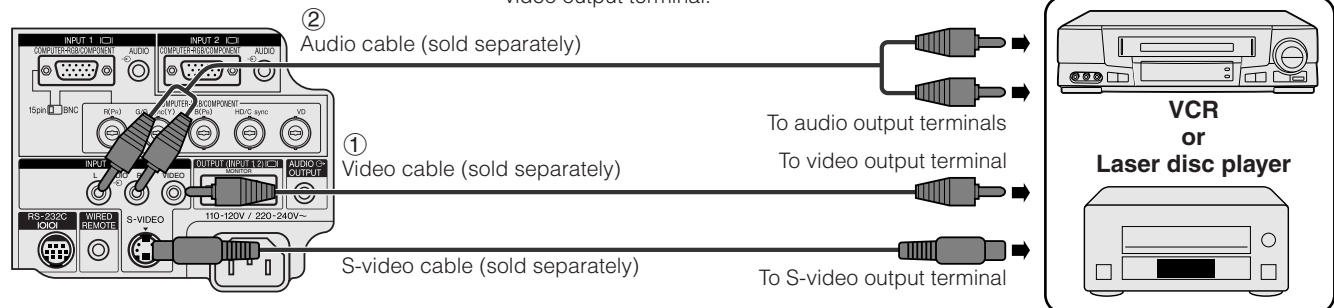 video output terminal.
②
Audio cable (sold separately)
INPUT 1
INPUT 2
COMPUTER-RGB/COMPONENT AUDIO
COMPUTER-RGB/COMPONENT AUDIO
15pin BNC
COMPUTER-RGB/COMPONENT
R(PR) B(PB) HD/C sync VD
To audio output terminals
VCR
or
Laser disc player
①
Video cable (sold separately)
To video output terminal
INPUT
L R VIDEO
OUTPUT (INPUT 1,2)
MONITOR
AUDIO
OUTPUT
110-120V / 220-240V~
RS-232C
IOIOI
WIRED
REMOTE
S-VIDEO
S-video cable (sold separately)
To S-video output terminal